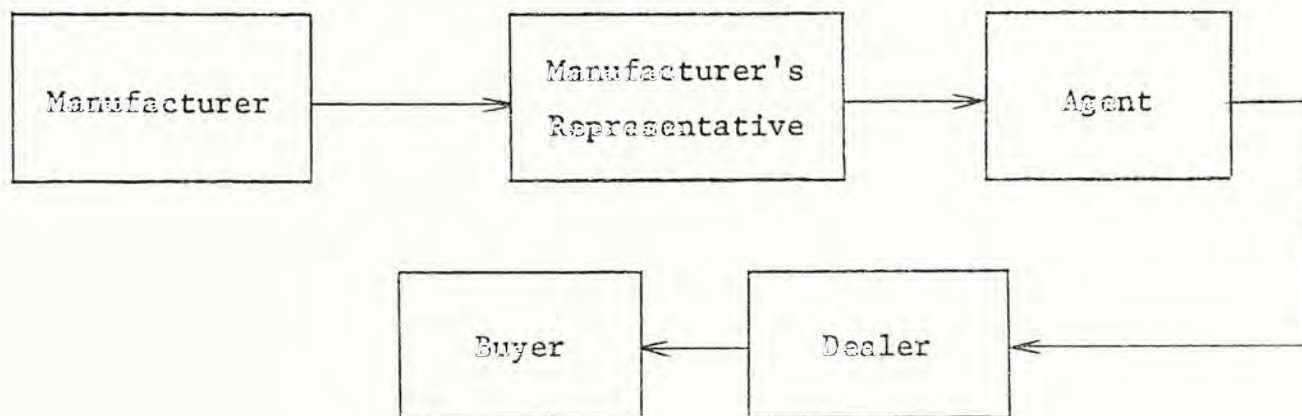 Manufacturer
Manufacturer's
Representative
Agent
Dealer
Buyer